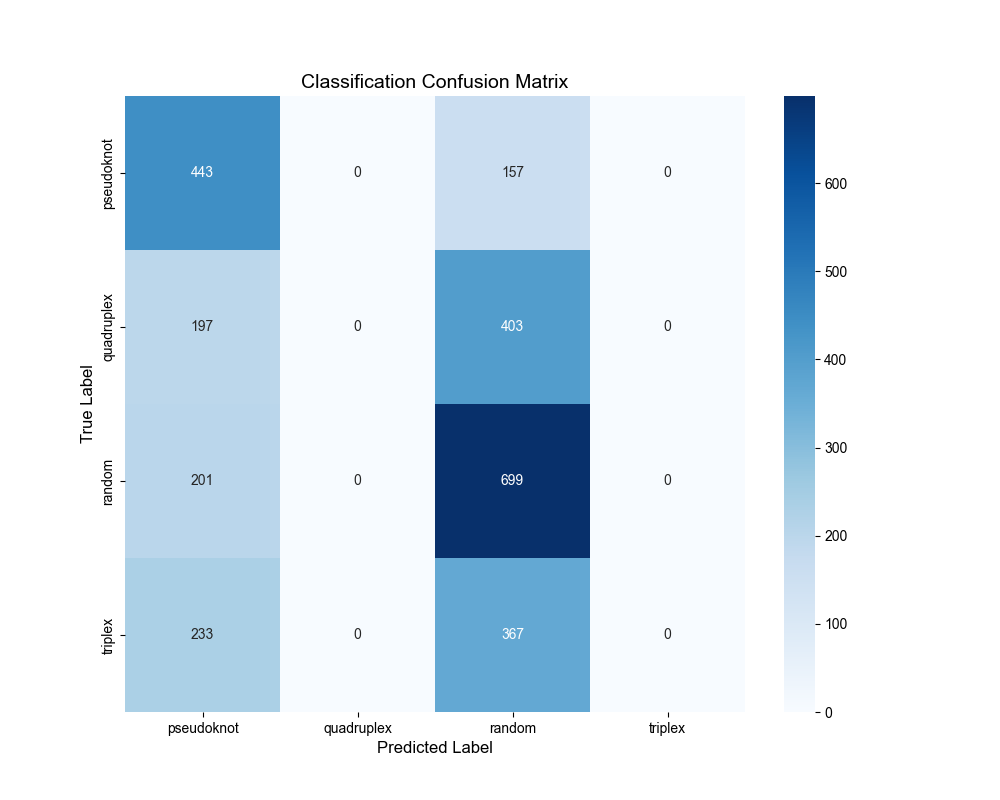 Classification Confusion Matrix
True Label
pseudoknot 443 0 157 0
quadruplex 197 0 403 0
random 201 0 699 0
triplex 233 0 367 0
pseudoknot quadruplex random triplex
Predicted Label
600
500
400
300
200
100
0